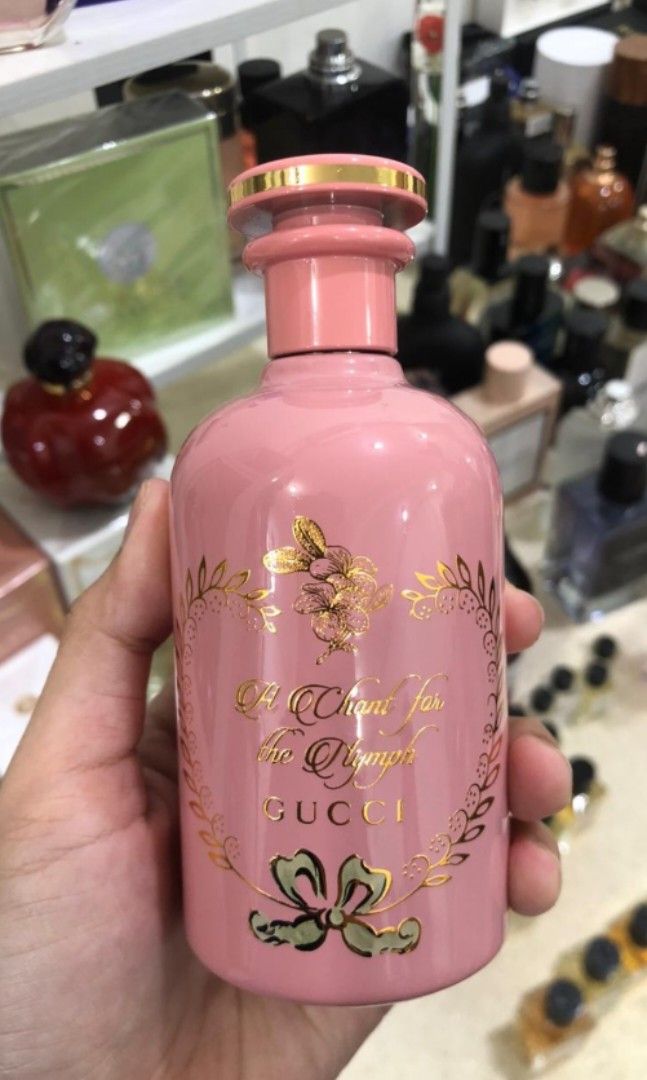 A Chant for
the Nymph
GUCCI